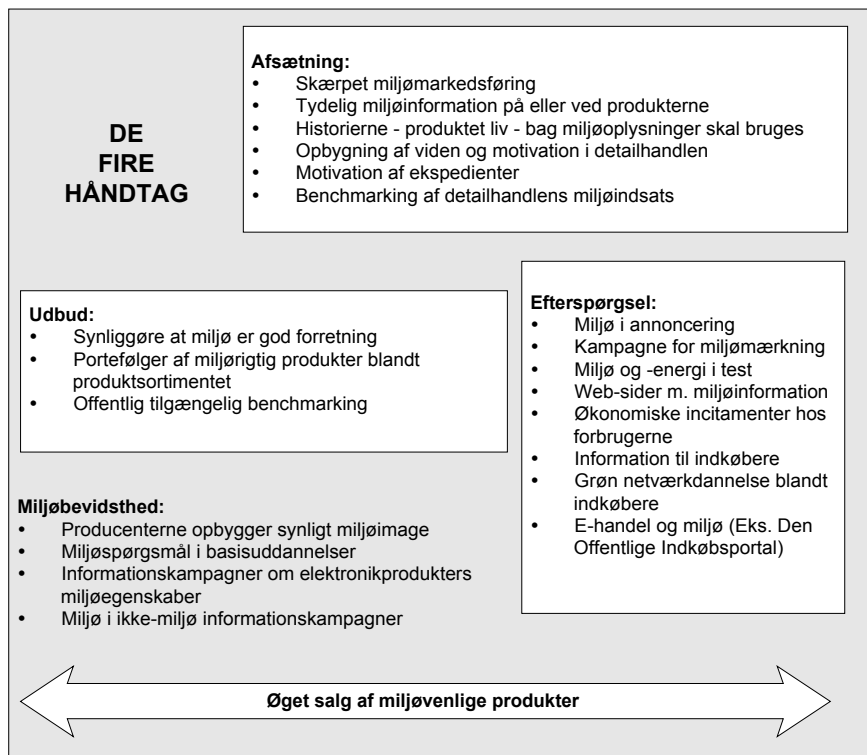 DE
FIRE
HÅNDTAG
Afsætning:
• Skærpet miljømarkedsføring
• Tydelig miljøinformation på eller ved produkterne
• Historierne - produktet liv - bag miljøoplysninger skal bruges
• Opbygning af viden og motivation i detailhandlen
• Motivation af ekspedienter
• Benchmarking af detailhandlens miljøindsats
Udbud:
• Synliggøre at miljø er god forretning
• Portefølger af miljørigtig produkter blandt
produktsortimentet
• Offentlig tilgængelig benchmarking
Efterspørgsel:
• Miljø i annoncering
• Kampagne for miljømærkning
• Miljø og -energi i test
• Web-sider m. miljøinformation
• Økonomiske incitamenter hos
forbrugerne
• Information til indkøbere
• Grøn netværkdannelse blandt
indkøbere
• E-handel og miljø (Eks. Den
Offentlige Indkøbsportal)
Miljøbevidsthed:
• Producenterne opbygger synligt miljøimage
• Miljøspørgsmål i basisuddannelser
• Informationskampagner om elektronikprodukters
miljøegenskaber
• Miljø i ikke-miljø informationskampagner
Øget salg af miljøvenlige produkter